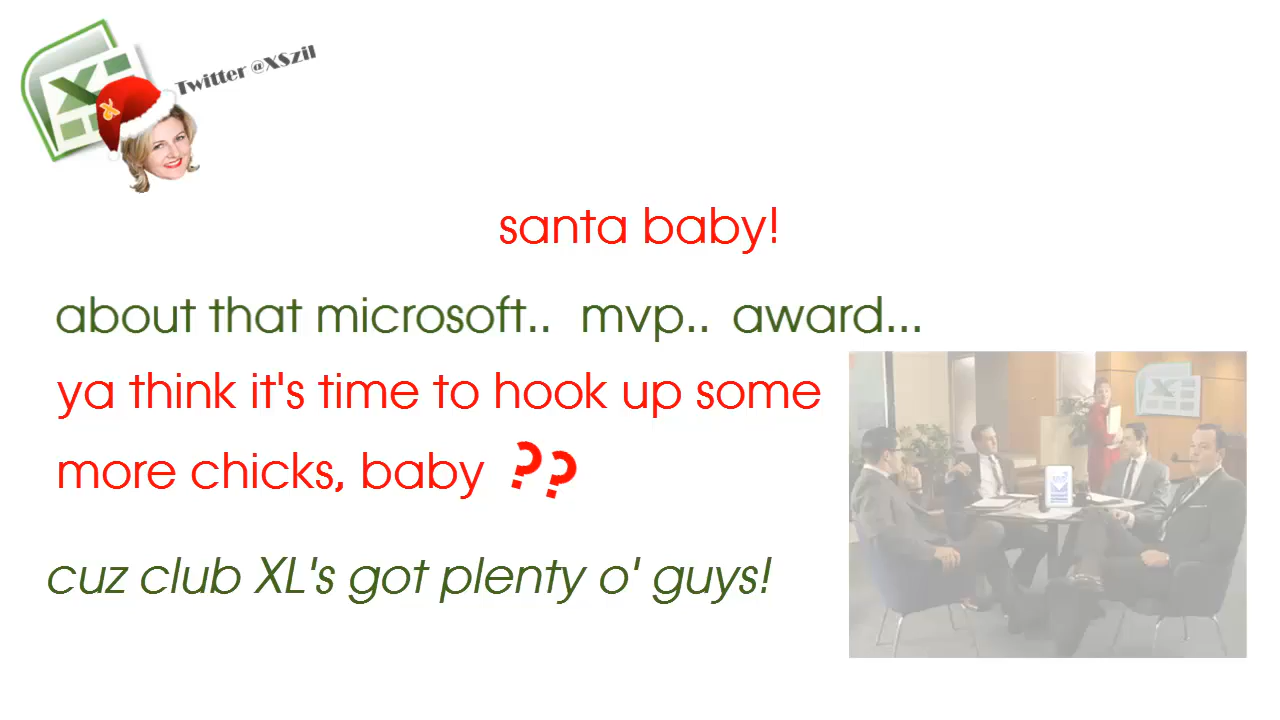 Twitter @XSzil
santa baby!
about that microsoft.. mvp.. award...
ya think it's time to hook up some
more chicks, baby ??
cuz club XL's got plenty o' guys!